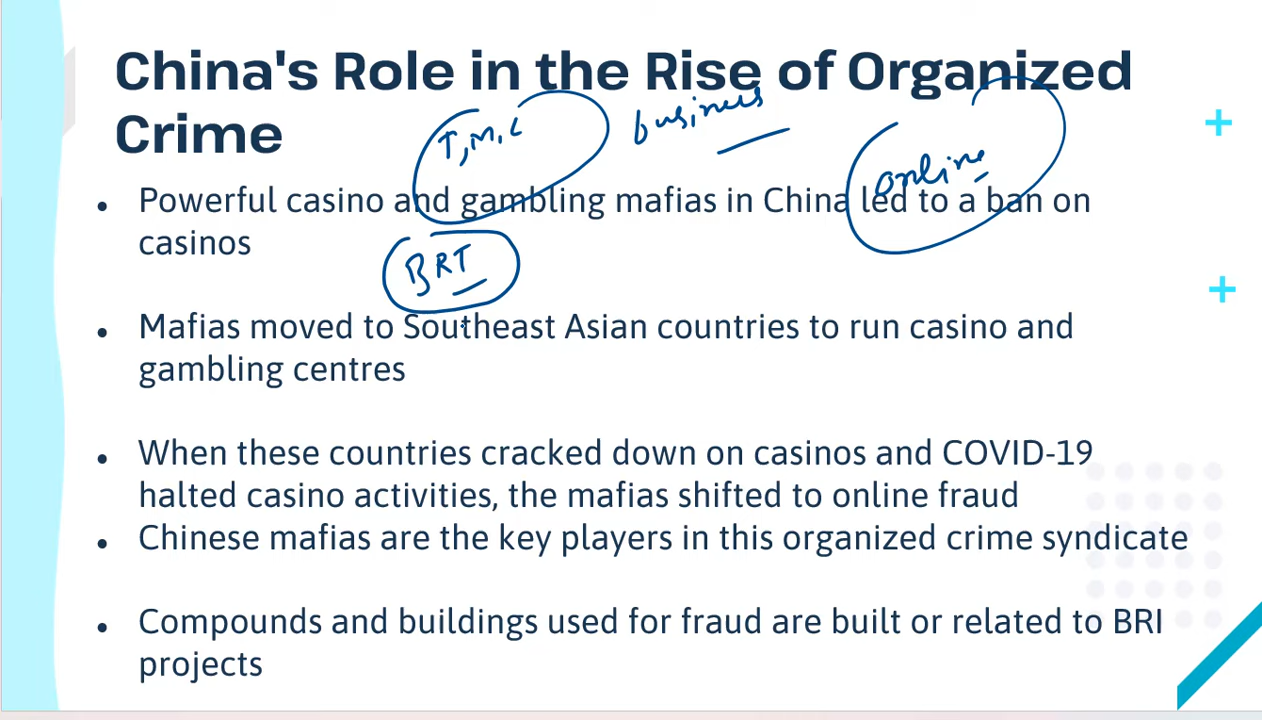 China's Role in the Rise of Organized
Crime
T, M, L
business
online
• Powerful casino and gambling mafias in China led to a ban on
casinos
BRI
• Mafias moved to Southeast Asian countries to run casino and
gambling centres
• When these countries cracked down on casinos and COVID-19
halted casino activities, the mafias shifted to online fraud
• Chinese mafias are the key players in this organized crime syndicate
• Compounds and buildings used for fraud are built or related to BRI
projects